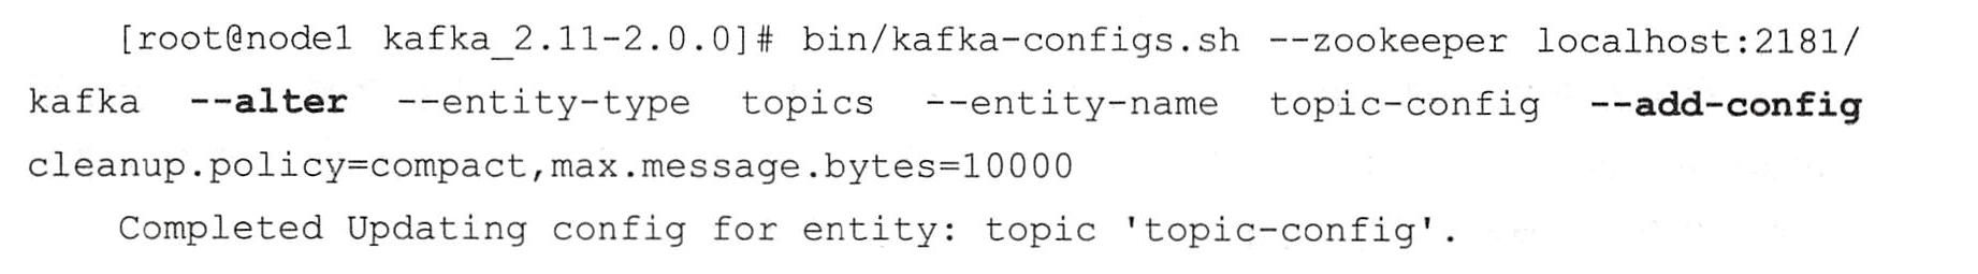 [root@node1 kafka_2.11-2.0.0]# bin/kafka-configs.sh --zookeeper localhost:2181/
kafka --alter --entity-type topics --entity-name topic-config --add-config
cleanup.policy=compact,max.message.bytes=10000
Completed Updating config for entity: topic 'topic-config'.